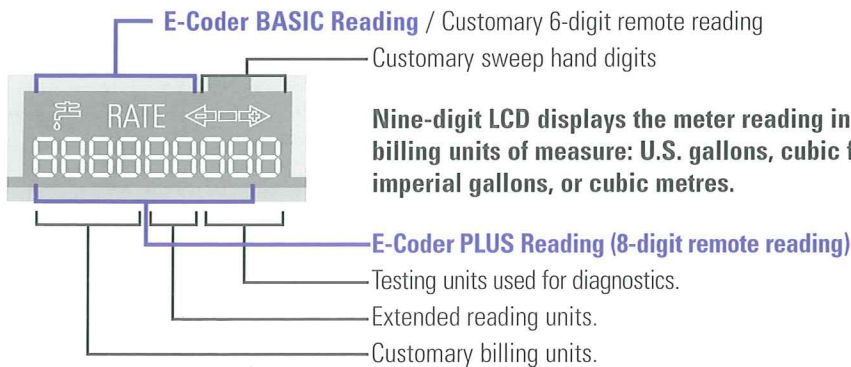 E-Coder BASIC Reading / Customary 6-digit remote reading
Customary sweep hand digits
RATE
888888888
Nine-digit LCD displays the meter reading in
billing units of measure: U.S. gallons, cubic
imperial gallons, or cubic metres.
E-Coder PLUS Reading (8-digit remote reading)
Testing units used for diagnostics.
Extended reading units.
Customary billing units.